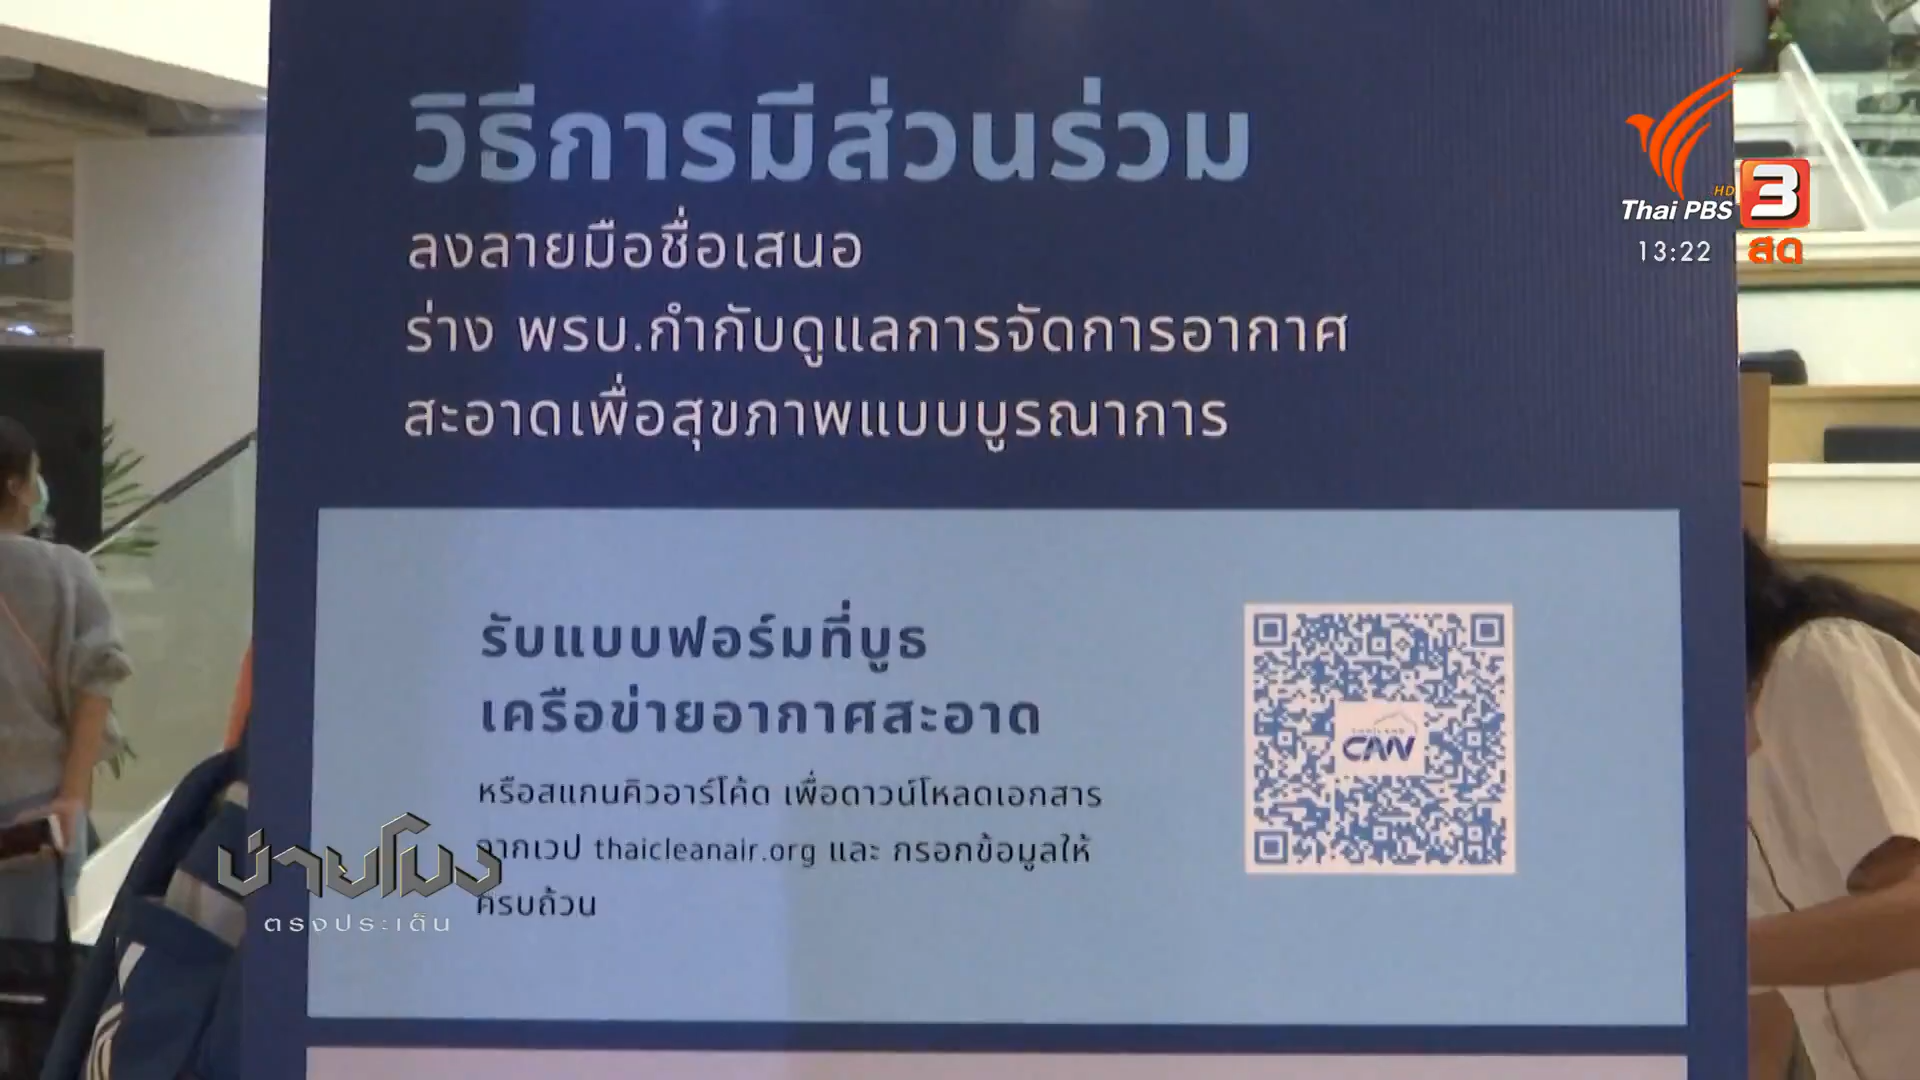 วิธีการมีส่วนร่วม
ลงลายมือชื่อเสนอ
ร่าง พรบ.กำกับดูแลการจัดการอากาศ
สะอาดเพื่อสุขภาพแบบบูรณาการ
HD
Thai PBS 3
13:22 สด
รับแบบฟอร์มที่บูธ
เครือข่ายอากาศสะอาด
หรือสแกนคิวอาร์โค้ด เพื่อดาวน์โหลดเอกสาร
จากเวป thaicleanair.org และ กรอกข้อมูลให้
ครบถ้วน
THAILAND
CAN
บ่ายโมง
ตรงประเด็น